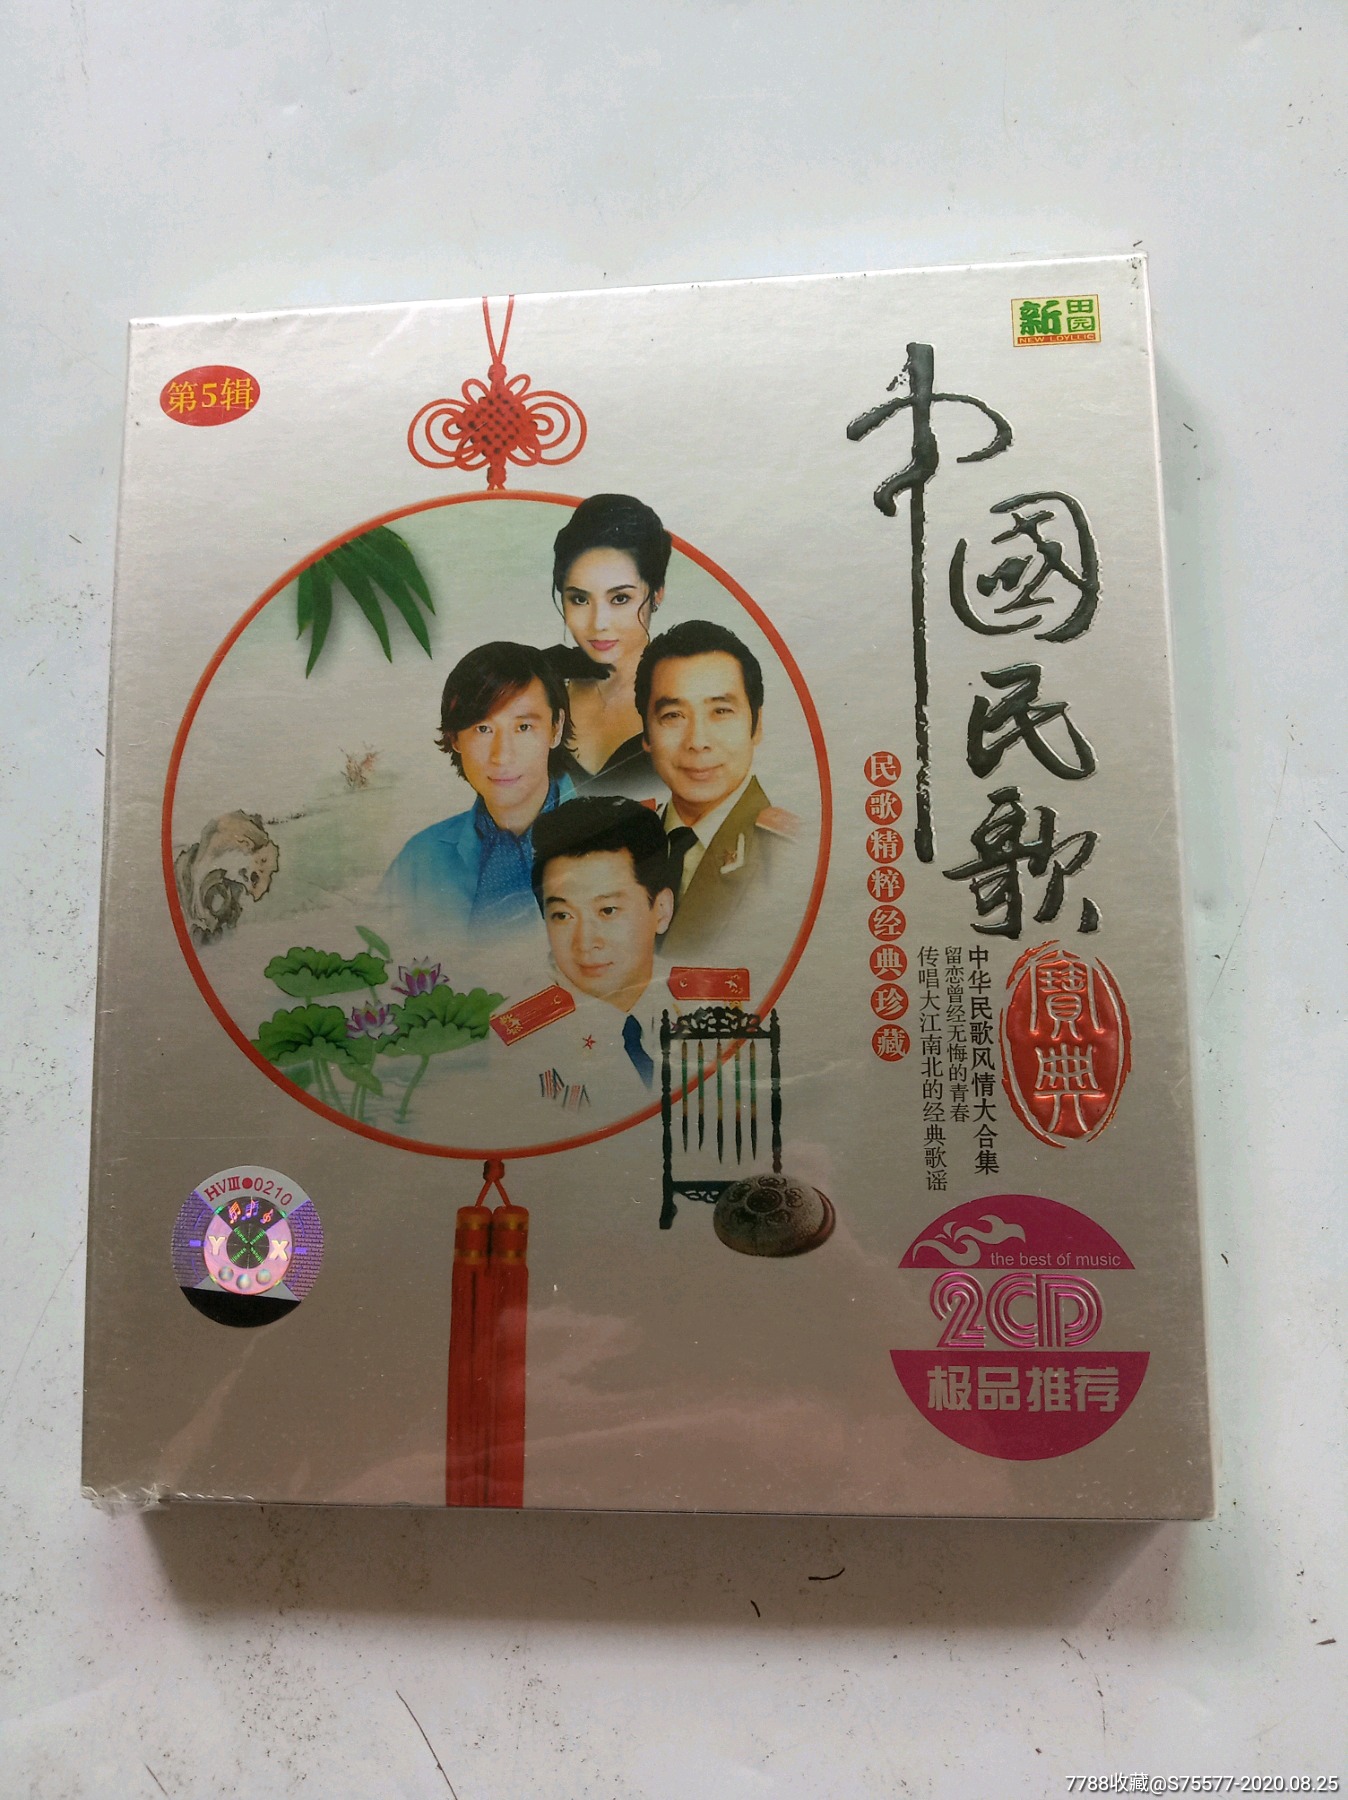 第5辑
新田园
NEW IDYLLIC
中國民歌
寶典
民歌精粹经典珍藏
中华民歌风情大合集
留恋曾经无悔的青春
传唱大江南北的经典歌谣
HVIII●0210
Y X
the best of music
2CD
极品推荐
7788收藏@S75577-2020.08.25